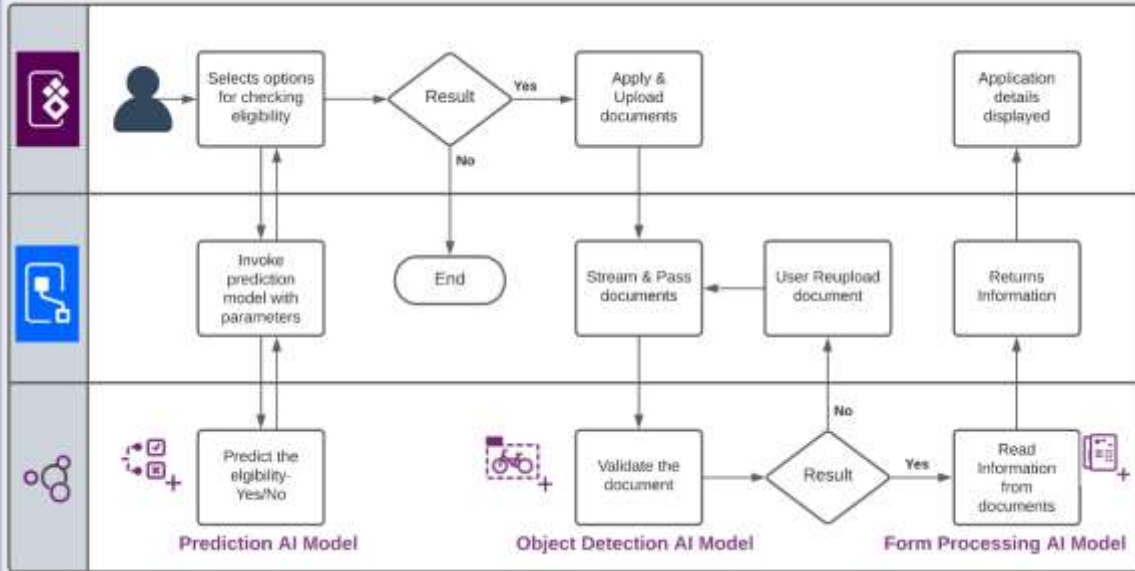 Selects options
for checking
eligibility
Result
Yes
No
Apply &
Upload
documents
Application
details
displayed
Invoke
prediction
model with
parameters
End
Stream & Pass
documents
User Reupload
document
Returns
Information
Predict the
elgibility-
Yes/No
Validate the
document
No
Result
Yes
Read
Information
from
documents
Prediction AI Model
Object Detection AI Model
Form Processing AI Model